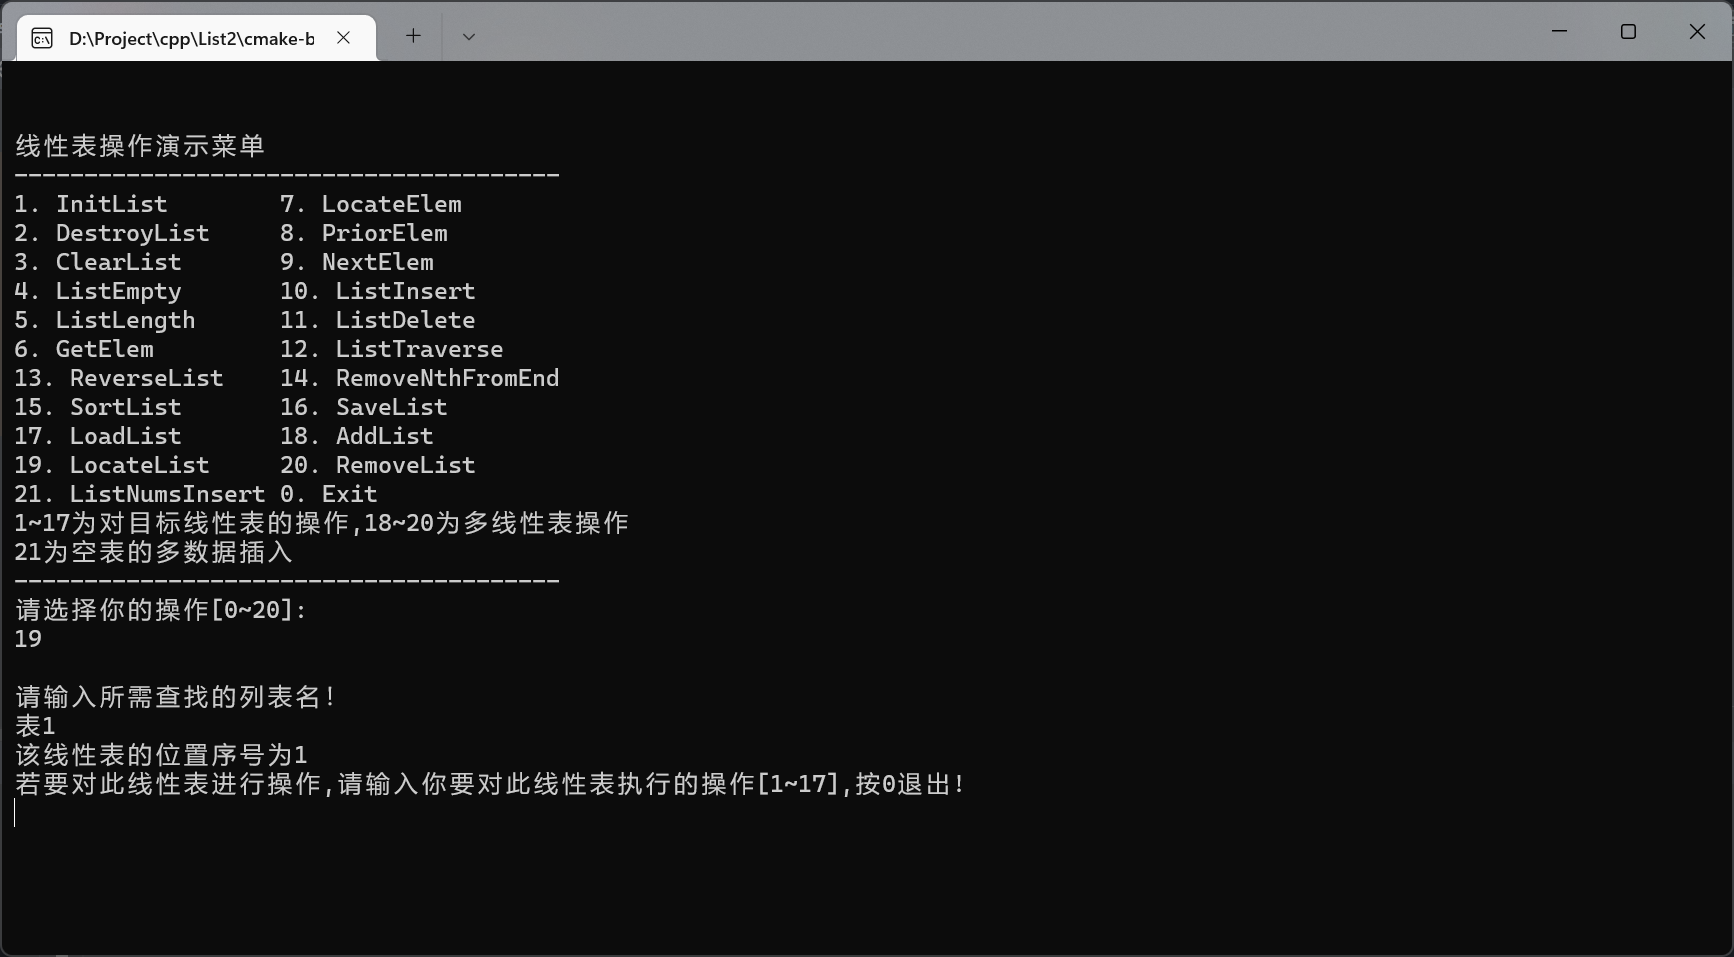 D:\Project\cpp\List2\cmake-b
线性表操作演示菜单
---------------------------------------
1. InitList 7. LocateElem
2. DestroyList 8. PriorElem
3. ClearList 9. NextElem
4. ListEmpty 10. ListInsert
5. ListLength 11. ListDelete
6. GetElem 12. ListTraverse
13. ReverseList 14. RemoveNthFromEnd
15. SortList 16. SaveList
17. LoadList 18. AddList
19. LocateList 20. RemoveList
21. ListNumsInsert 0. Exit
1~17为对目标线性表的操作,18~20为多线性表操作
21为空表的多数据插入
---------------------------------------
请选择你的操作[0~20]:
19
请输入所需查找的列表名!
表1
该线性表的位置序号为1
若要对此线性表进行操作,请输入你要对此线性表执行的操作[1~17],按0退出!